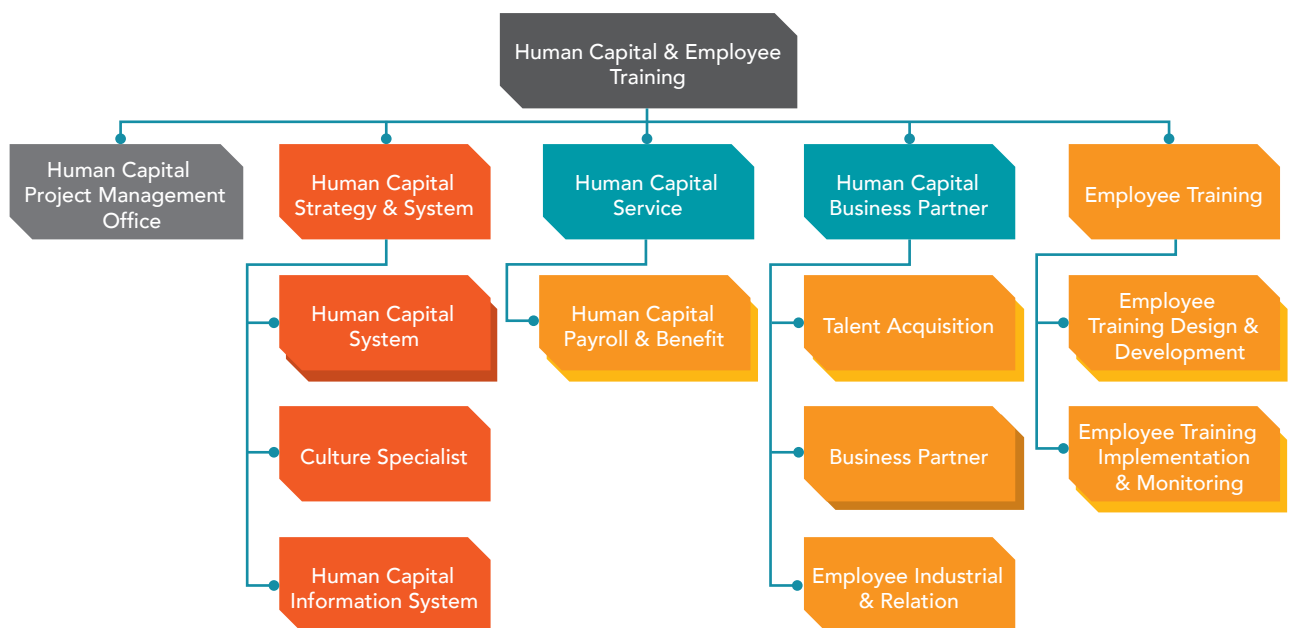 Human Capital & Employee
Training
Human Capital
Project Management
Office
Human Capital
Strategy & System
Human Capital
Service
Human Capital
Business Partner
Employee Training
Human Capital
System
Human Capital
Payroll & Benefit
Talent Acquisition
Employee
Training Design &
Development
Culture Specialist
Business Partner
Employee Training
Implementation
& Monitoring
Human Capital
Information System
Employee Industrial
& Relation